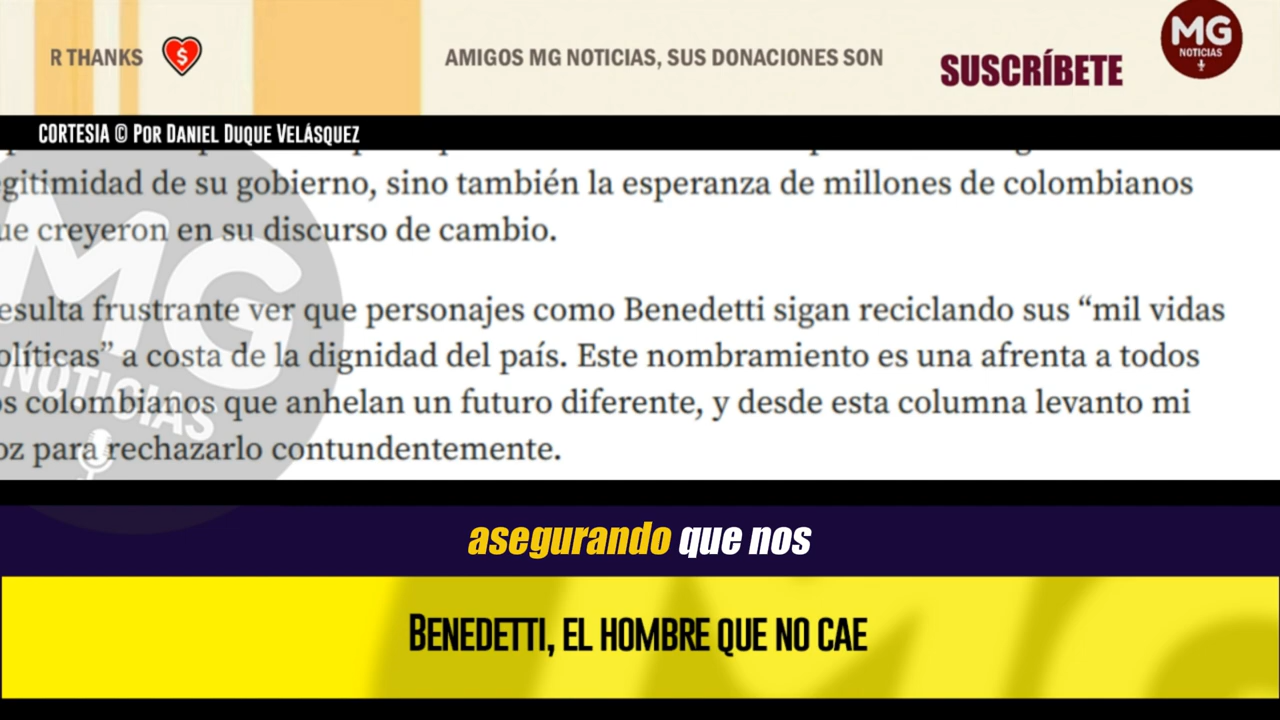 R THANKS
AMIGOS MG NOTICIAS, SUS DONACIONES SON
SUSCRÍBETE
MG
NOTICIAS
CORTESIA © POR DANIEL DUQUE VELÁSQUEZ
egitimidad de su gobierno, sino también la esperanza de millones de colombianos
ue creyeron en su discurso de cambio.
esulta frustrante ver que personajes como Benedetti sigan reciclando sus “mil vidas
olíticas” a costa de la dignidad del país. Este nombramiento es una afrenta a todos
os colombianos que anhelan un futuro diferente, y desde esta columna levanto mi
oz para rechazarlo contundentemente.
MG
NOTICIAS
asegurando que nos
BENEDETTI, EL HOMBRE QUE NO CAE